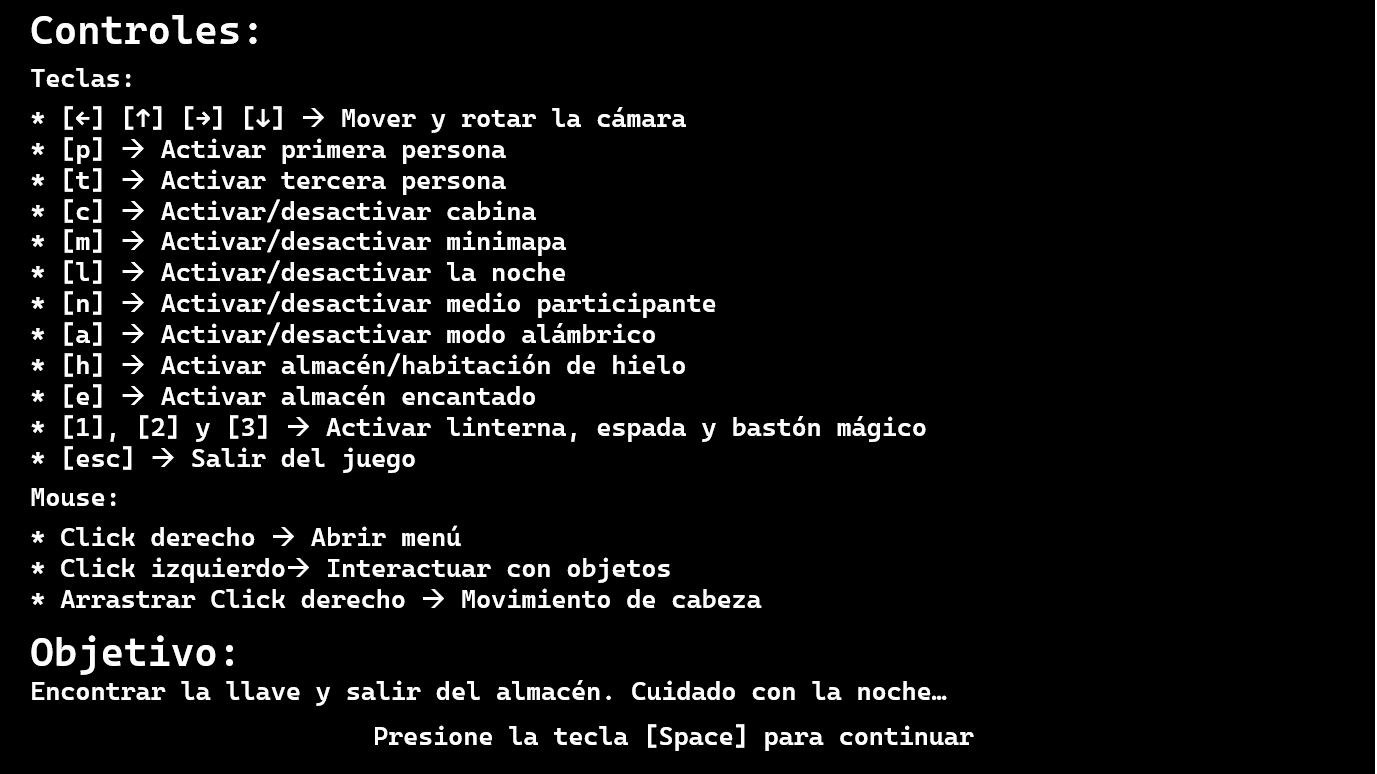 Controles:
Teclas:
* [←] [↑] [→] [↓] → Mover y rotar la cámara
* [p] → Activar primera persona
* [t] → Activar tercera persona
* [c] → Activar/desactivar cabina
* [m] → Activar/desactivar minimapa
* [l] → Activar/desactivar la noche
* [n] → Activar/desactivar medio participante
* [a] → Activar/desactivar modo alámbrico
* [h] → Activar almacén/habitación de hielo
* [e] → Activar almacén encantado
* [1], [2] y [3] → Activar linterna, espada y bastón mágico
* [esc] → Salir del juego
Mouse:
* Click derecho → Abrir menú
* Click izquierdo→ Interactuar con objetos
* Arrastrar Click derecho → Movimiento de cabeza
Objetivo:
Encontrar la llave y salir del almacén. Cuidado con la noche…
Presione la tecla [Space] para continuar